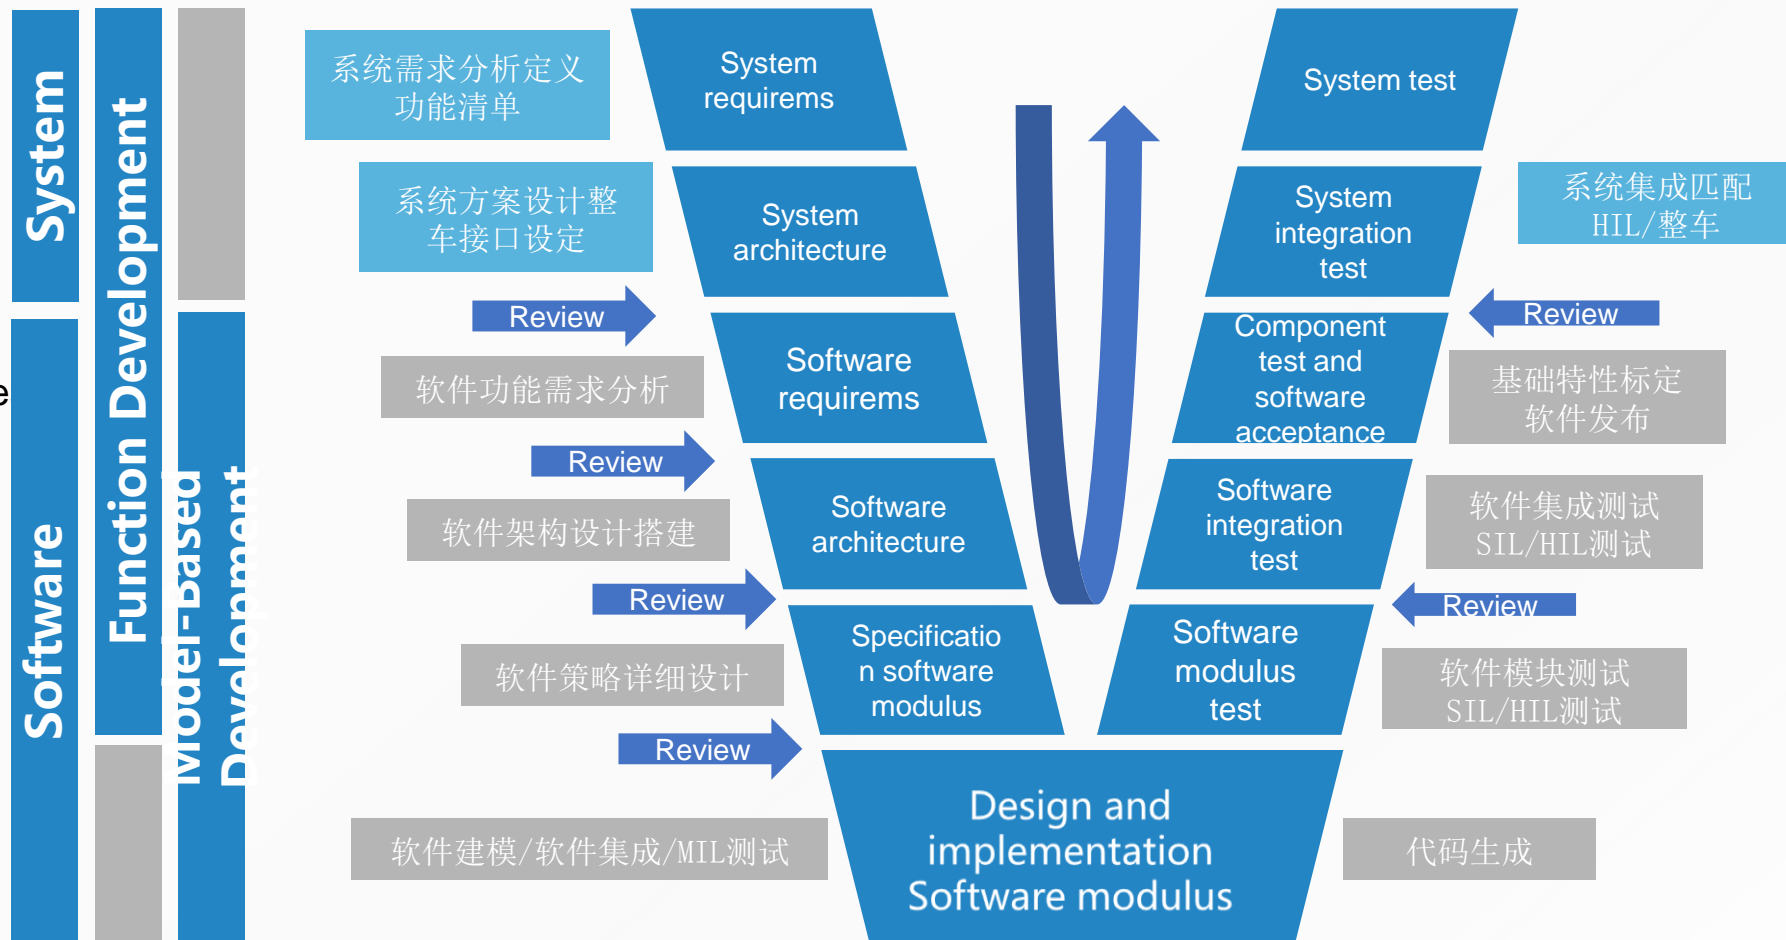 System
Software
Function Development
Model-Based
Development
e
系统需求分析定义
功能清单
System
requirems
System test
系统方案设计整
车接口设定
System
architecture
System
integration
test
系统集成匹配
HIL/整车
Review
Review
软件功能需求分析
Software
requirems
Component
test and
software
acceptance
基础特性标定
软件发布
Review
软件架构设计搭建
Software
architecture
Software
integration
test
软件集成测试
SIL/HIL测试
Review
Review
软件策略详细设计
Specificatio
n software
modulus
Software
modulus
test
软件模块测试
SIL/HIL测试
Review
软件建模/软件集成/MIL测试
Design and
implementation
Software modulus
代码生成